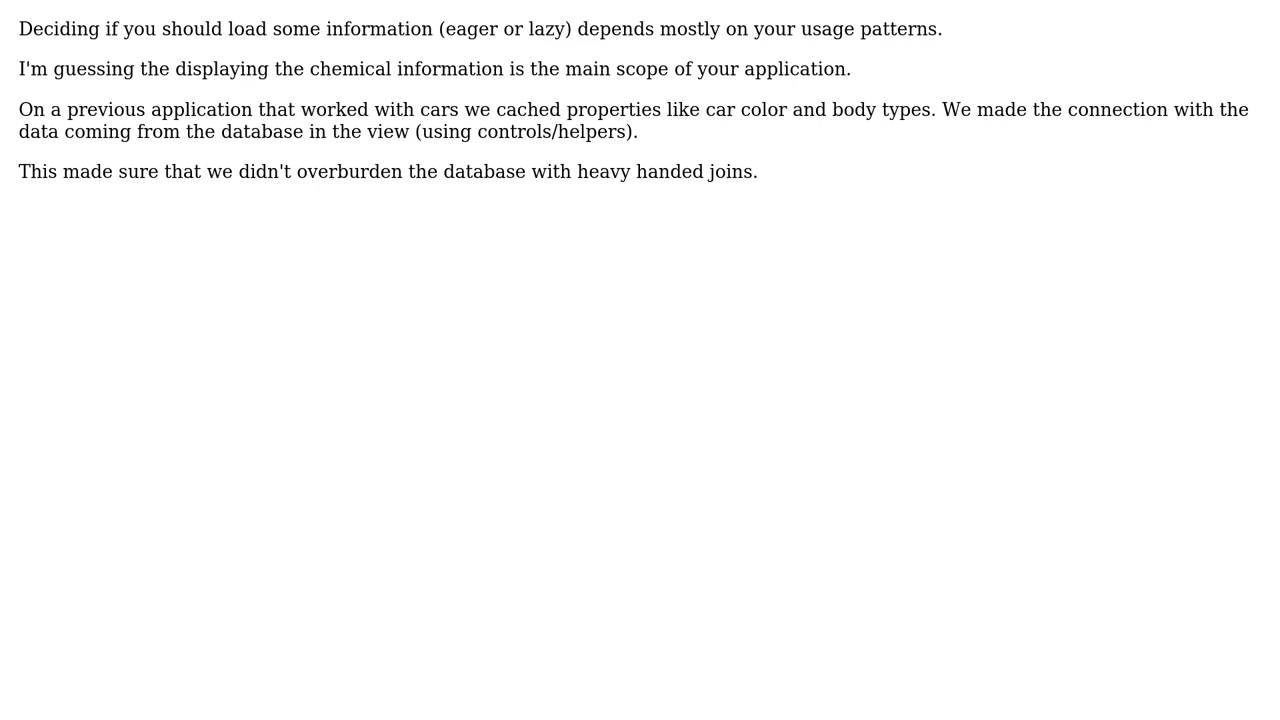 Deciding if you should load some information (eager or lazy) depends mostly on your usage patterns.
I'm guessing the displaying the chemical information is the main scope of your application.
On a previous application that worked with cars we cached properties like car color and body types. We made the connection with the
data coming from the database in the view (using controls/helpers).
This made sure that we didn't overburden the database with heavy handed joins.